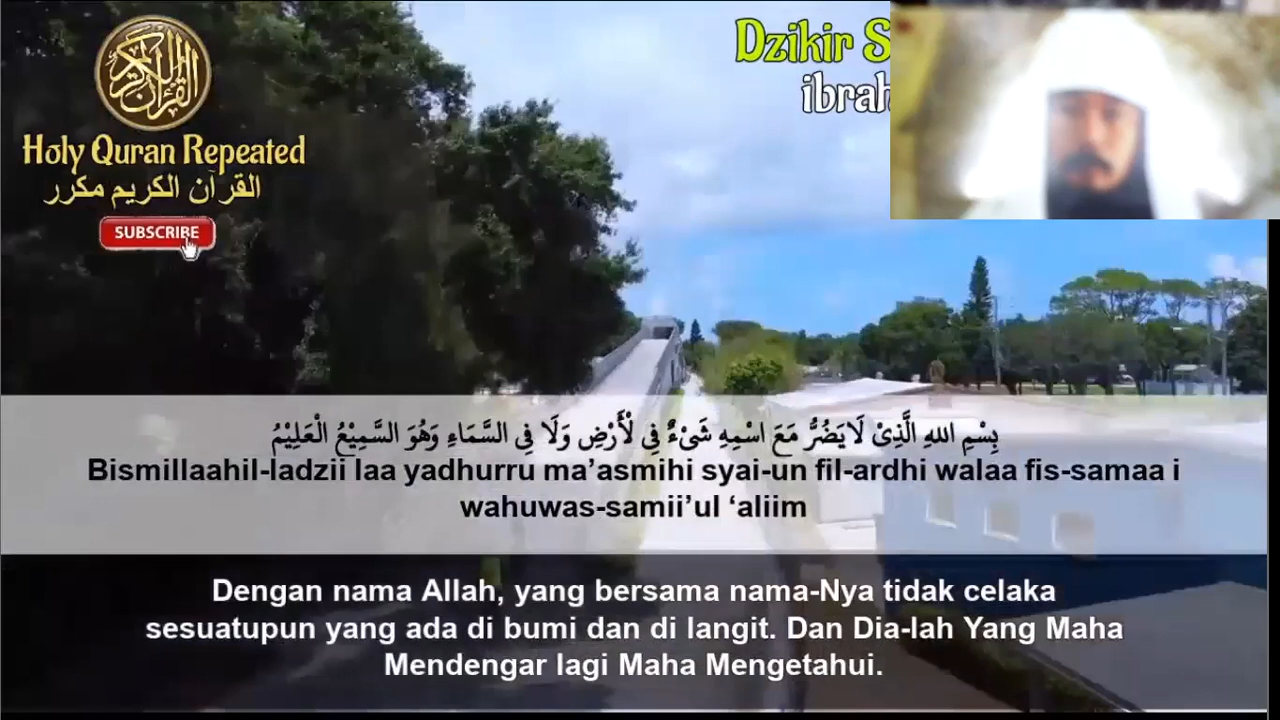 Dzikir
Holy Quran Repeated
القرآن الكريم مكرر
SUBSCRIBE
بِسْمِ اللهِ الَّذِىْ لَايَضُرُّ مَعَ اسْمِهِ شَىْءٌ فِى لْأَرْضِ وَلَا فِى السَّمَاءِ وَهُوَ السَّمِيْعُ الْعَلِيْمُ
Bismillaahil-ladzii laa yadhurru ma’asmihi syai-un fil-ardhi walaa fis-samaa i
wahuwas-samii’ul ‘aliim
Dengan nama Allah, yang bersama nama-Nya tidak celaka
sesuatupun yang ada di bumi dan di langit. Dan Dia-lah Yang Maha
Mendengar lagi Maha Mengetahui.